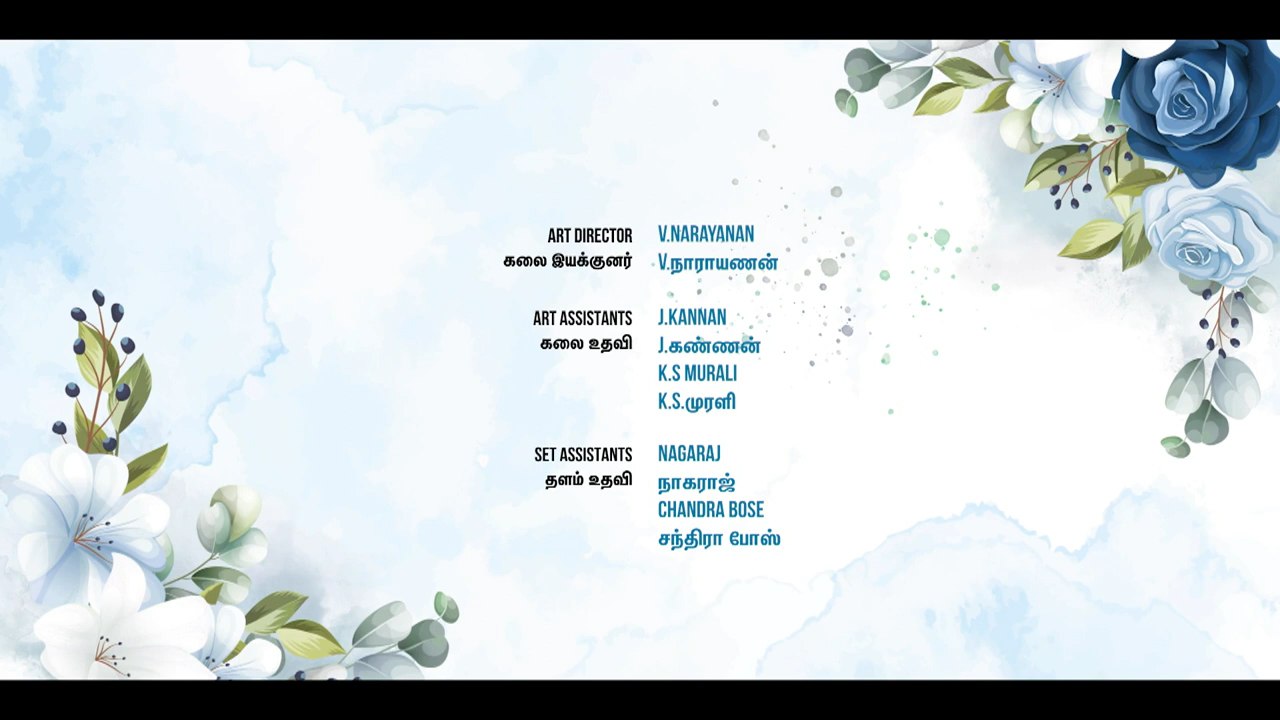 ART DIRECTOR V.NARAYANAN
கலை இயக்குனர் V.நாராயணன்
ART ASSISTANTS J.KANNAN
கலை உதவி J.கண்ணன்
K.S MURALI
K.S.முரளி
SET ASSISTANTS NAGARAJ
தளம் உதவி நாகராஜ்
CHANDRA BOSE
சந்திரா போஸ்